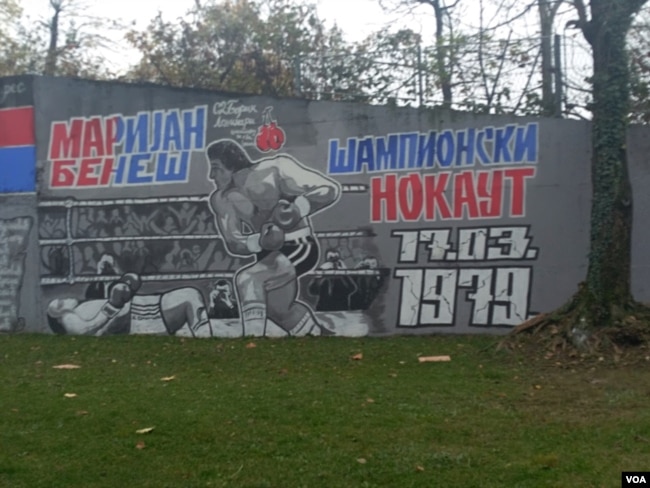 МАРИЈАН
БЕНЕШ
ШАМПИОНСКИ
НОКАУТ
17.03.
1979.
VOA